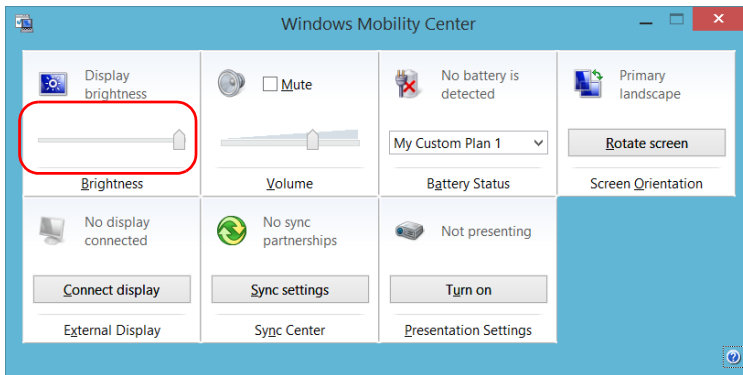 Windows Mobility Center
Display
brightness
Brightness
Mute
Volume
No battery is
detected
My Custom Plan 1
Battery Status
Primary
landscape
Rotate screen
Screen Orientation
No display
connected
Connect display
External Display
No sync
partnerships
Sync settings
Sync Center
Not presenting
Turn on
Presentation Settings
?